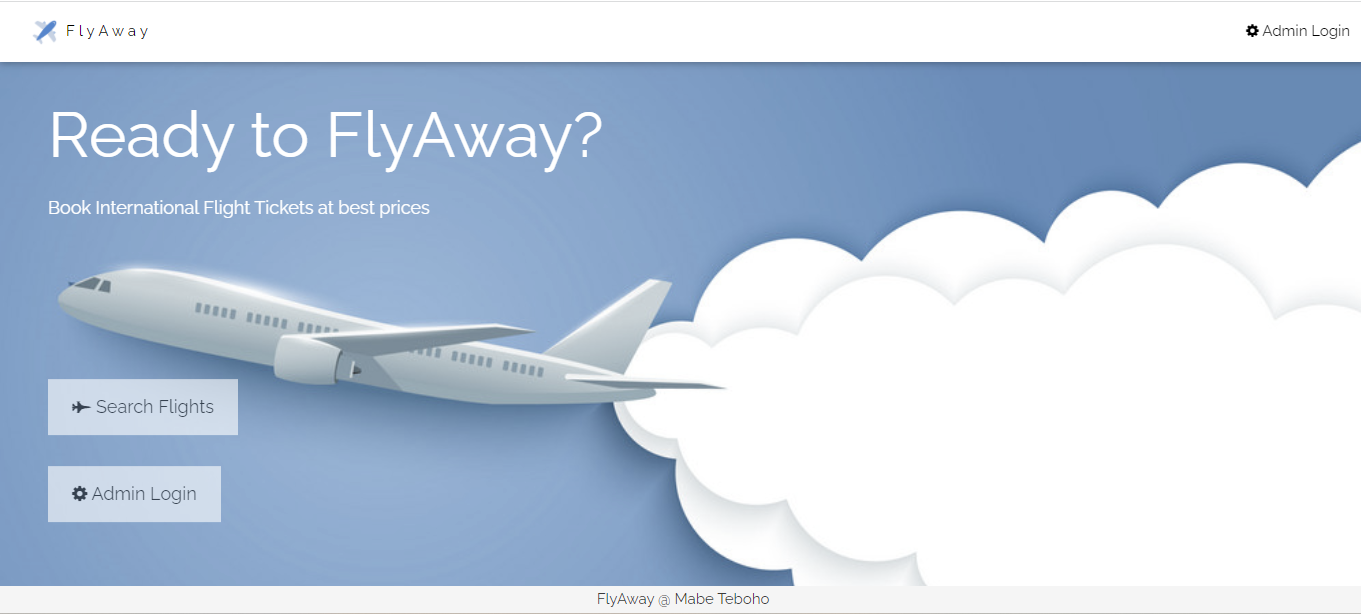 FlyAway
Admin Login
Ready to FlyAway?
Book International Flight Tickets at best prices
Search Flights
Admin Login
FlyAway @ Mabe Teboho